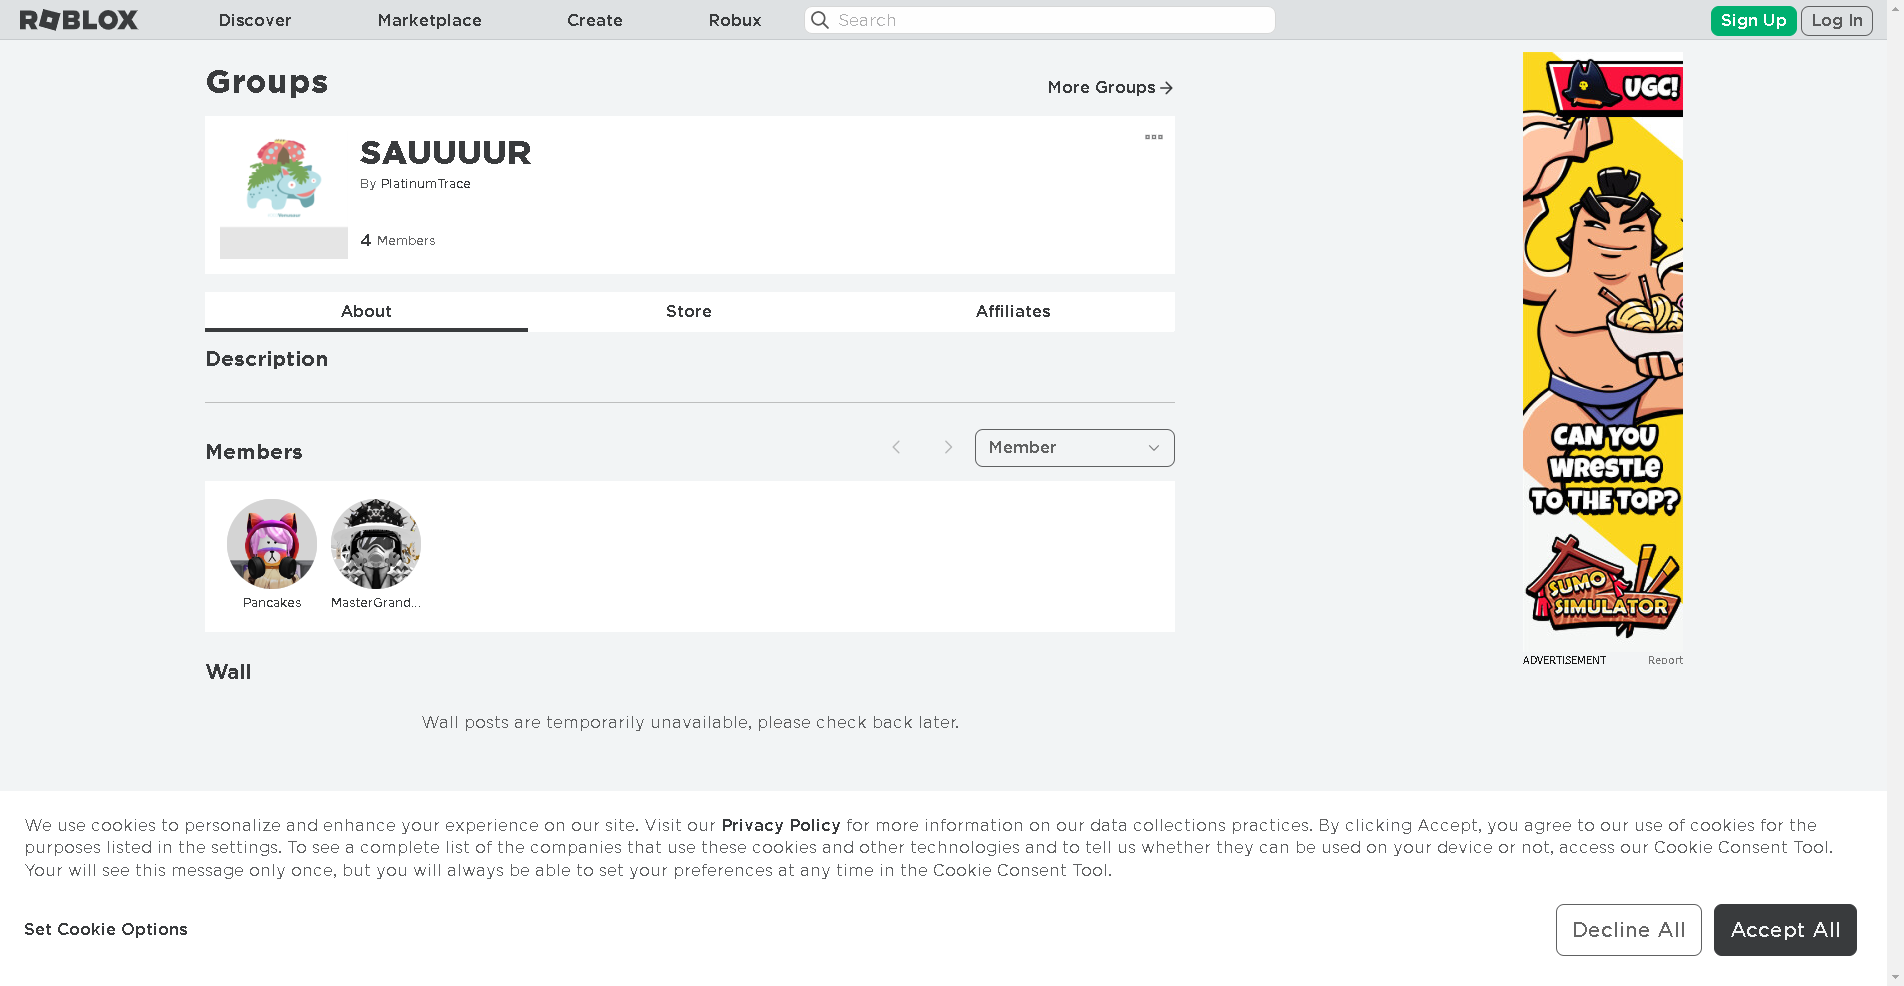 ROBLOX
Discover
Marketplace
Create
Robux
Search
Sign Up
Log In
Groups
More Groups
SAUUUUR
By PlatinumTrace
4 Members
About
Store
Affiliates
Description
Members
Member
Pancakes
MasterGrand...
Wall
Wall posts are temporarily unavailable, please check back later.
UGC!
CAN YOU
WRESTLE
TO THE TOP?
SUMO
SIMULATOR
ADVERTISEMENT
Report
We use cookies to personalize and enhance your experience on our site. Visit our Privacy Policy for more information on our data collections practices. By clicking Accept, you agree to our use of cookies for the
purposes listed in the settings. To see a complete list of the companies that use these cookies and other technologies and to tell us whether they can be used on your device or not, access our Cookie Consent Tool.
Your will see this message only once, but you will always be able to set your preferences at any time in the Cookie Consent Tool.
Set Cookie Options
Decline All
Accept All